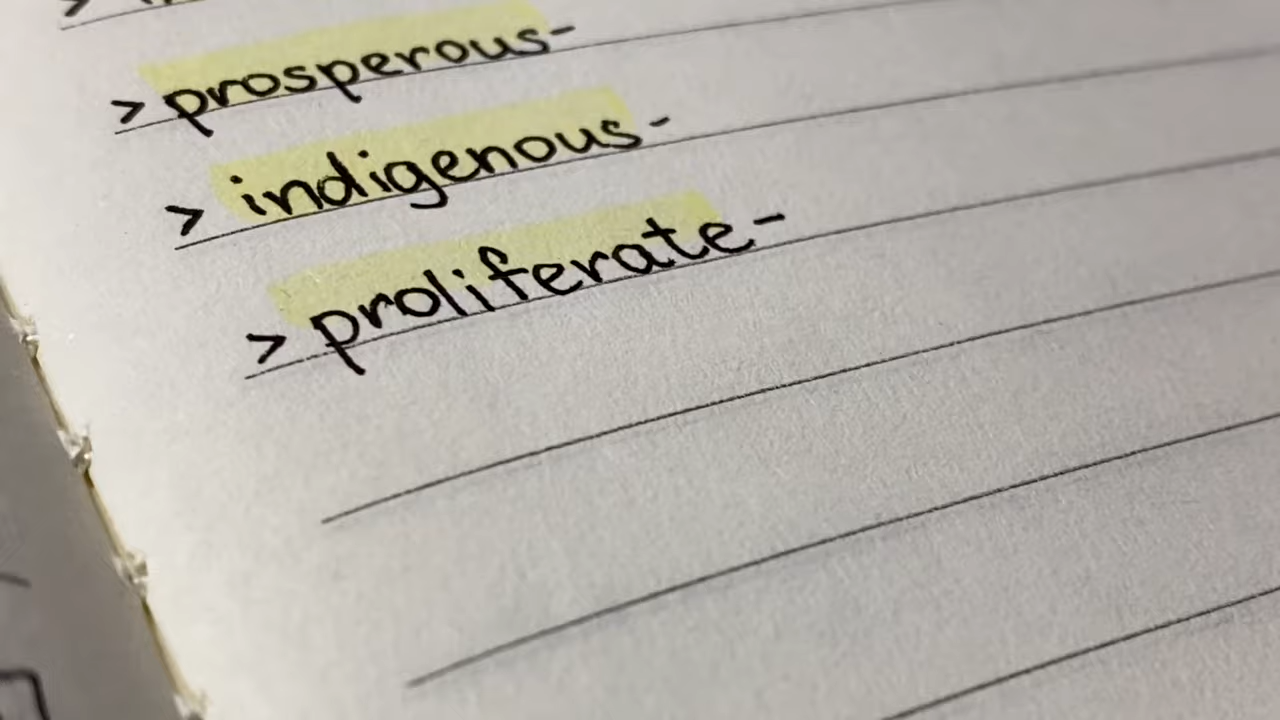 > prosperous-
> indigenous-
> proliferate-